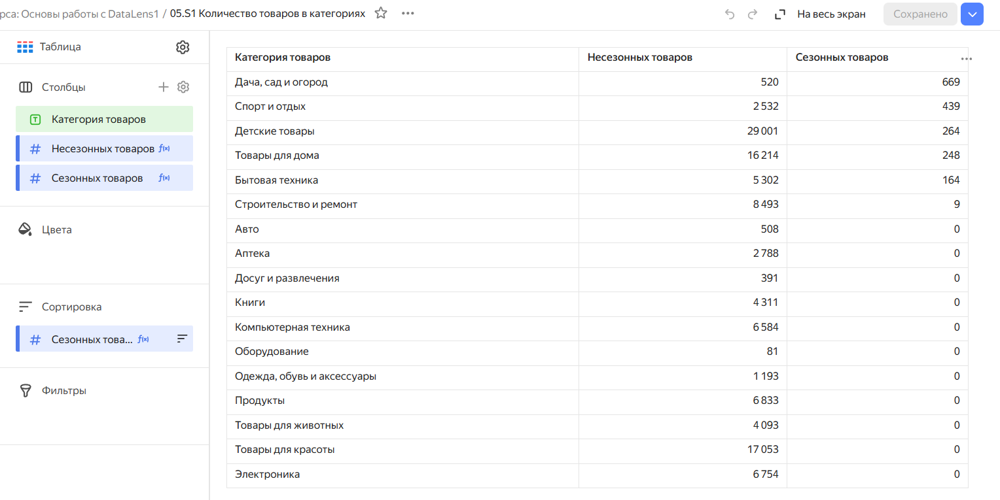 рса: Основы работы с DataLens1 / 05.S1 Количество товаров в категориях
На весь экран
Сохранено
Таблица
Столбцы
Категория товаров
Несезонных товаров f(x)
Сезонных товаров f(x)
Цвета
Сортировка
Сезонных това... f(x)
Фильтры
Категория товаров Несезонных товаров Сезонных товаров
Дача, сад и огород 520 669
Спорт и отдых 2 532 439
Детские товары 29 001 264
Товары для дома 16 214 248
Бытовая техника 5 302 164
Строительство и ремонт 8 493 9
Авто 508 0
Аптека 2 788 0
Досуг и развлечения 391 0
Книги 4 311 0
Компьютерная техника 6 584 0
Оборудование 81 0
Одежда, обувь и аксессуары 1 193 0
Продукты 6 833 0
Товары для животных 4 093 0
Товары для красоты 17 053 0
Электроника 6 754 0